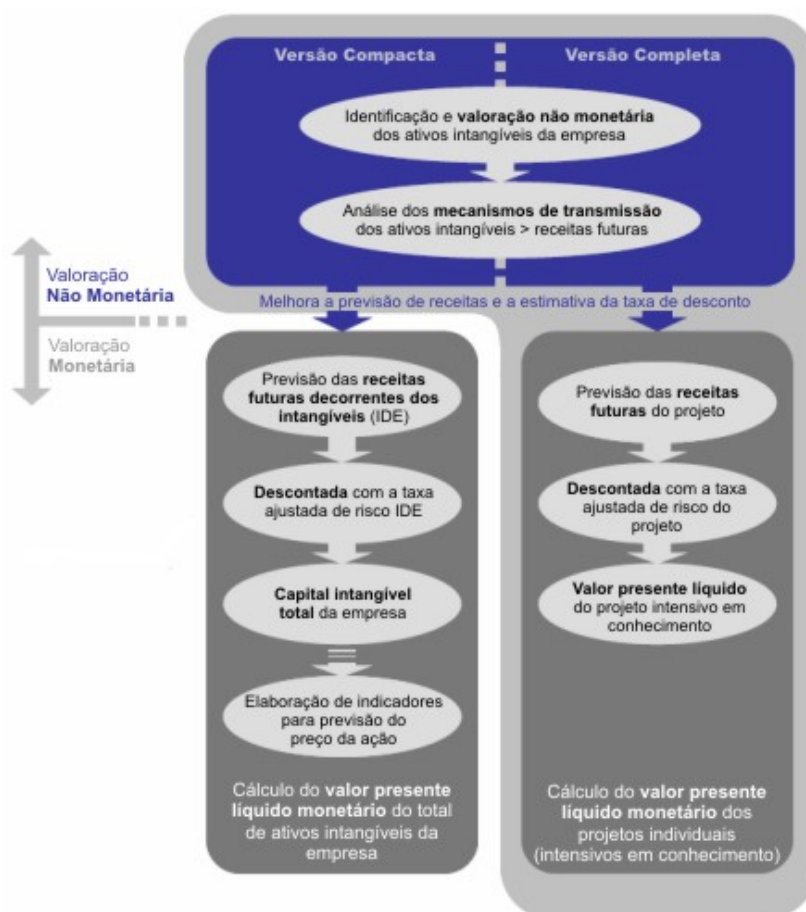 Versão Compacta
Versão Completa
Identificação e valoração não monetária
dos ativos intangíveis da empresa
Análise dos mecanismos de transmissão
dos ativos intangíveis > receitas futuras
Valoração
Não Monetária
Valoração
Monetária
Melhora a previsão de receitas e a estimativa da taxa de desconto
Previsão das receitas
futuras decorrentes dos
intangíveis (IDE)
Descontada com a taxa
ajustada de risco IDE
Capital intangível
total da empresa
Elaboração de indicadores
para previsão do
preço da ação
Cálculo do valor presente
líquido monetário do total
de ativos intangíveis da
empresa
Previsão das receitas
futuras do projeto
Descontada com a taxa
ajustada de risco do
projeto
Valor presente líquido
do projeto intensivo em
conhecimento
Cálculo do valor presente
líquido monetário dos
projetos individuais
(intensivos em conhecimento)